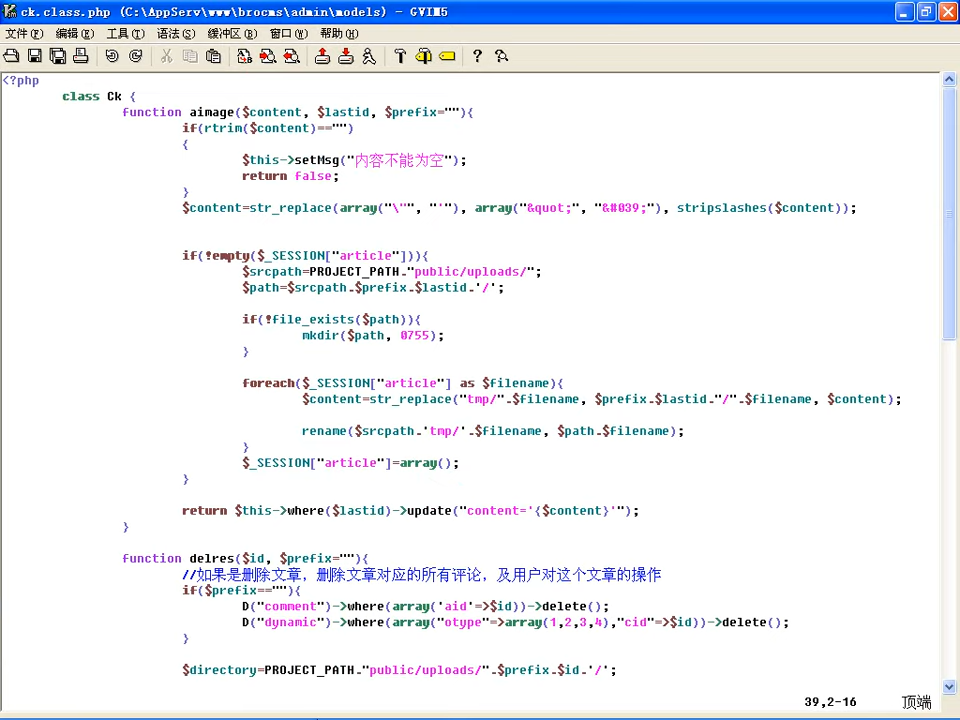 ck.class.php (C:\AppServ\www\brocms\admin\models) - GVIM5
文件(F) 编辑(E) 工具(T) 语法(S) 缓冲区(B) 窗口(W) 帮助(H)
<?php
class Ck {
function aimage($content, $lastid, $prefix=""){
if(rtrim($content)=="")
{
$this->setMsg("内容不能为空");
return false;
}
$content=str_replace(array("\"", "'"), array("&quot;", "&#039;"), stripslashes($content));
if(!empty($_SESSION["article"])){
$srcpath=PROJECT_PATH."public/uploads/";
$path=$srcpath.$prefix.$lastid.'/';
if(!file_exists($path)){
mkdir($path, 0755);
}
foreach($_SESSION["article"] as $filename){
$content=str_replace("tmp/".$filename, $prefix.$lastid."/".$filename, $content);
rename($srcpath.'tmp/'.$filename, $path.$filename);
}
$_SESSION["article"]=array();
}
return $this->where($lastid)->update("content='{$content}'");
}
function delres($id, $prefix=""){
//如果是删除文章，删除文章对应的所有评论，及用户对这个文章的操作
if($prefix==""){
D("comment")->where(array('aid'=>$id))->delete();
D("dynamic")->where(array("otype"=>array(1,2,3,4),"cid"=>$id))->delete();
}
$directory=PROJECT_PATH."public/uploads/".$prefix.$id.'/';
39,2-16 顶端